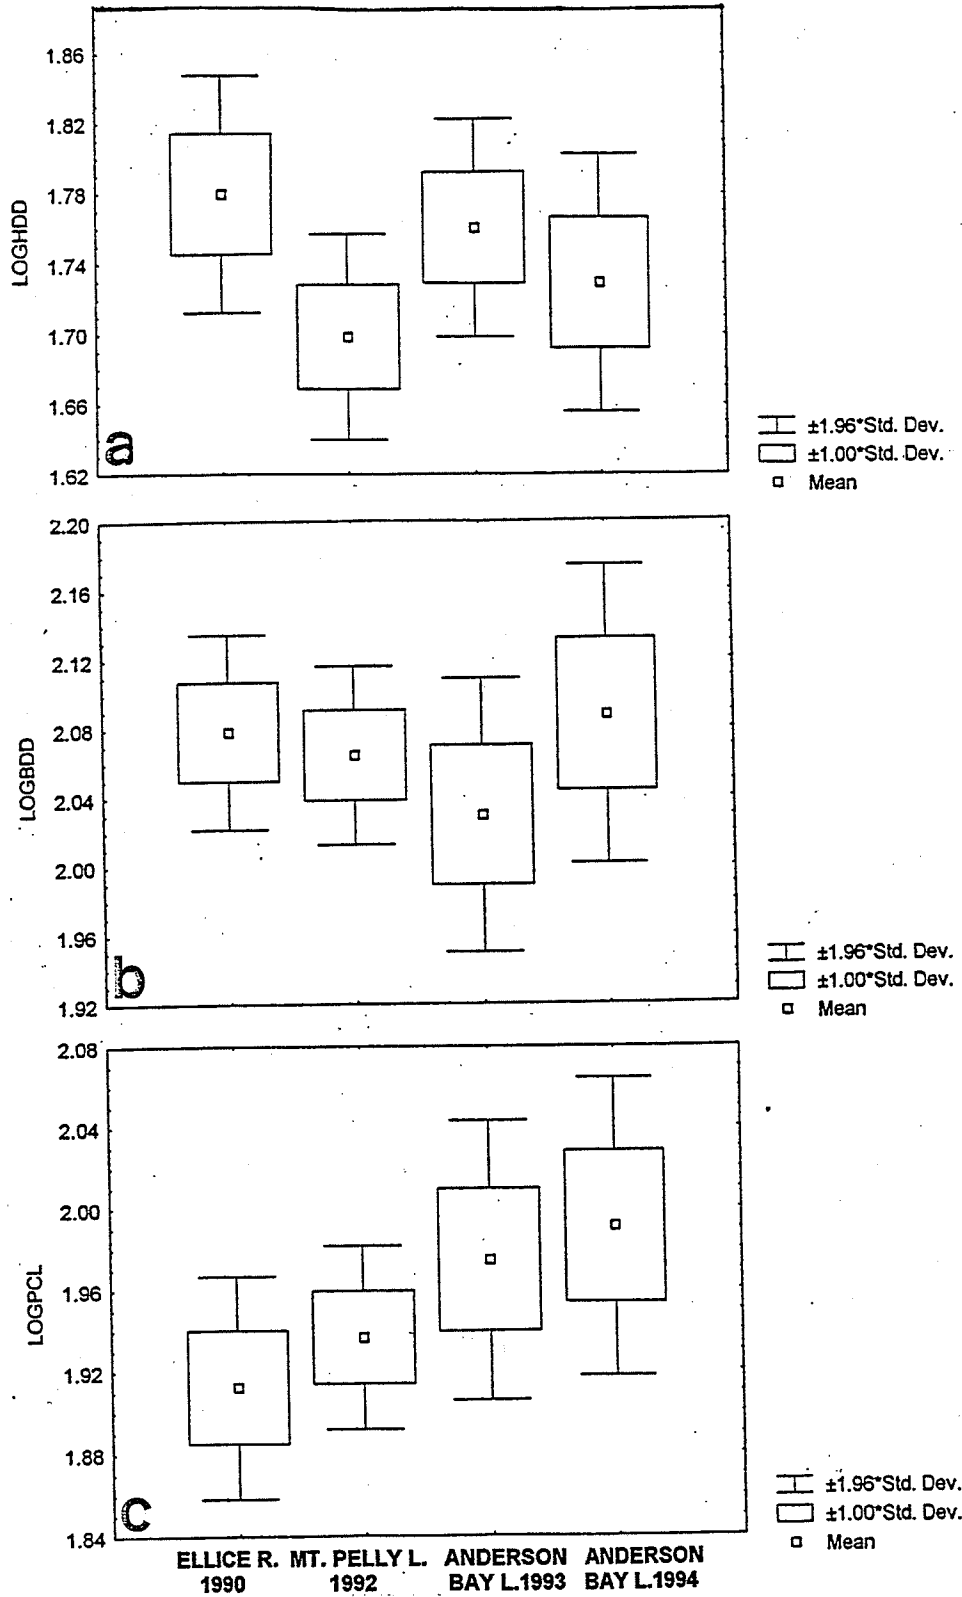 1.86
1.82
1.78
1.74
1.70
1.66
1.62
LOGHDD
a
±1.96*Std. Dev.
±1.00*Std. Dev.
Mean
2.20
2.16
2.12
2.08
2.04
2.00
1.96
1.92
LOGBDD
b
±1.96*Std. Dev.
±1.00*Std. Dev.
Mean
2.08
2.04
2.00
1.96
1.92
1.88
1.84
LOGPCL
c
±1.96*Std. Dev.
±1.00*Std. Dev.
Mean
ELLICE R. MT. PELLY L. ANDERSON ANDERSON
1990 1992 BAY L.1993 BAY L.1994